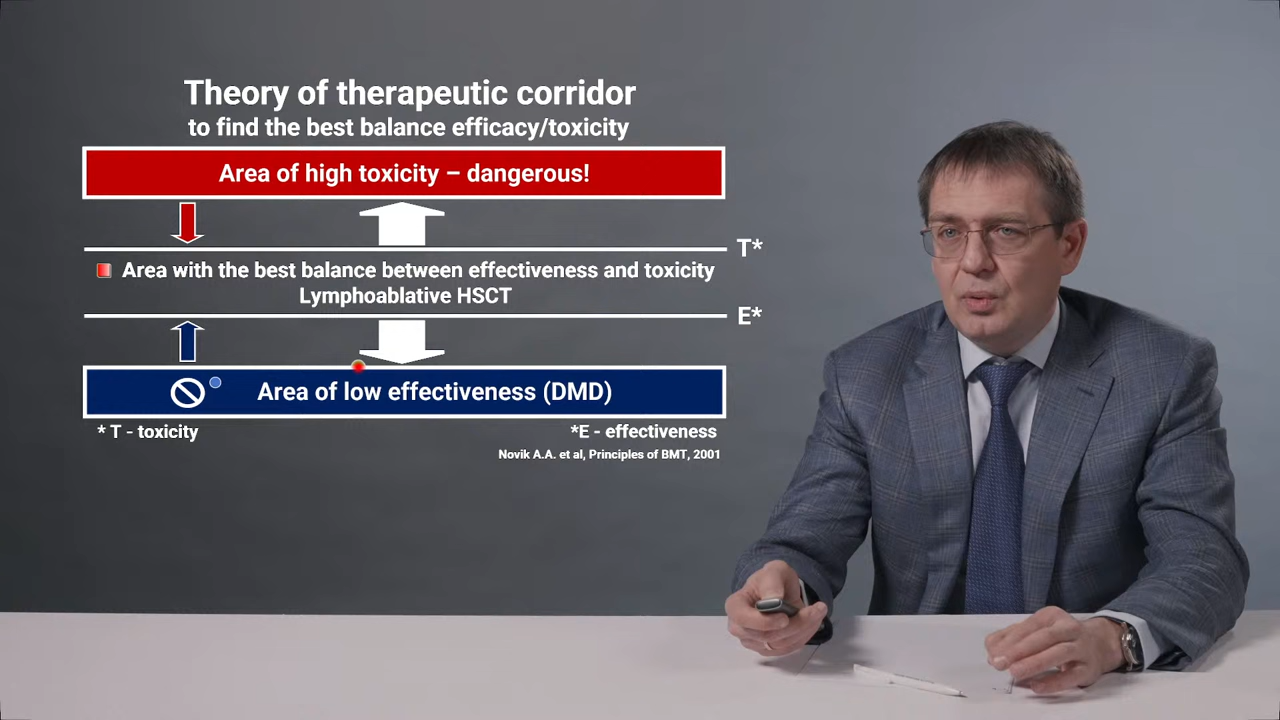 Theory of therapeutic corridor
to find the best balance efficacy/toxicity
Area of high toxicity – dangerous!
T*
Area with the best balance between effectiveness and toxicity
Lymphoablative HSCT
E*
Area of low effectiveness (DMD)
* T - toxicity
*E - effectiveness
Novik A.A. et al, Principles of BMT, 2001